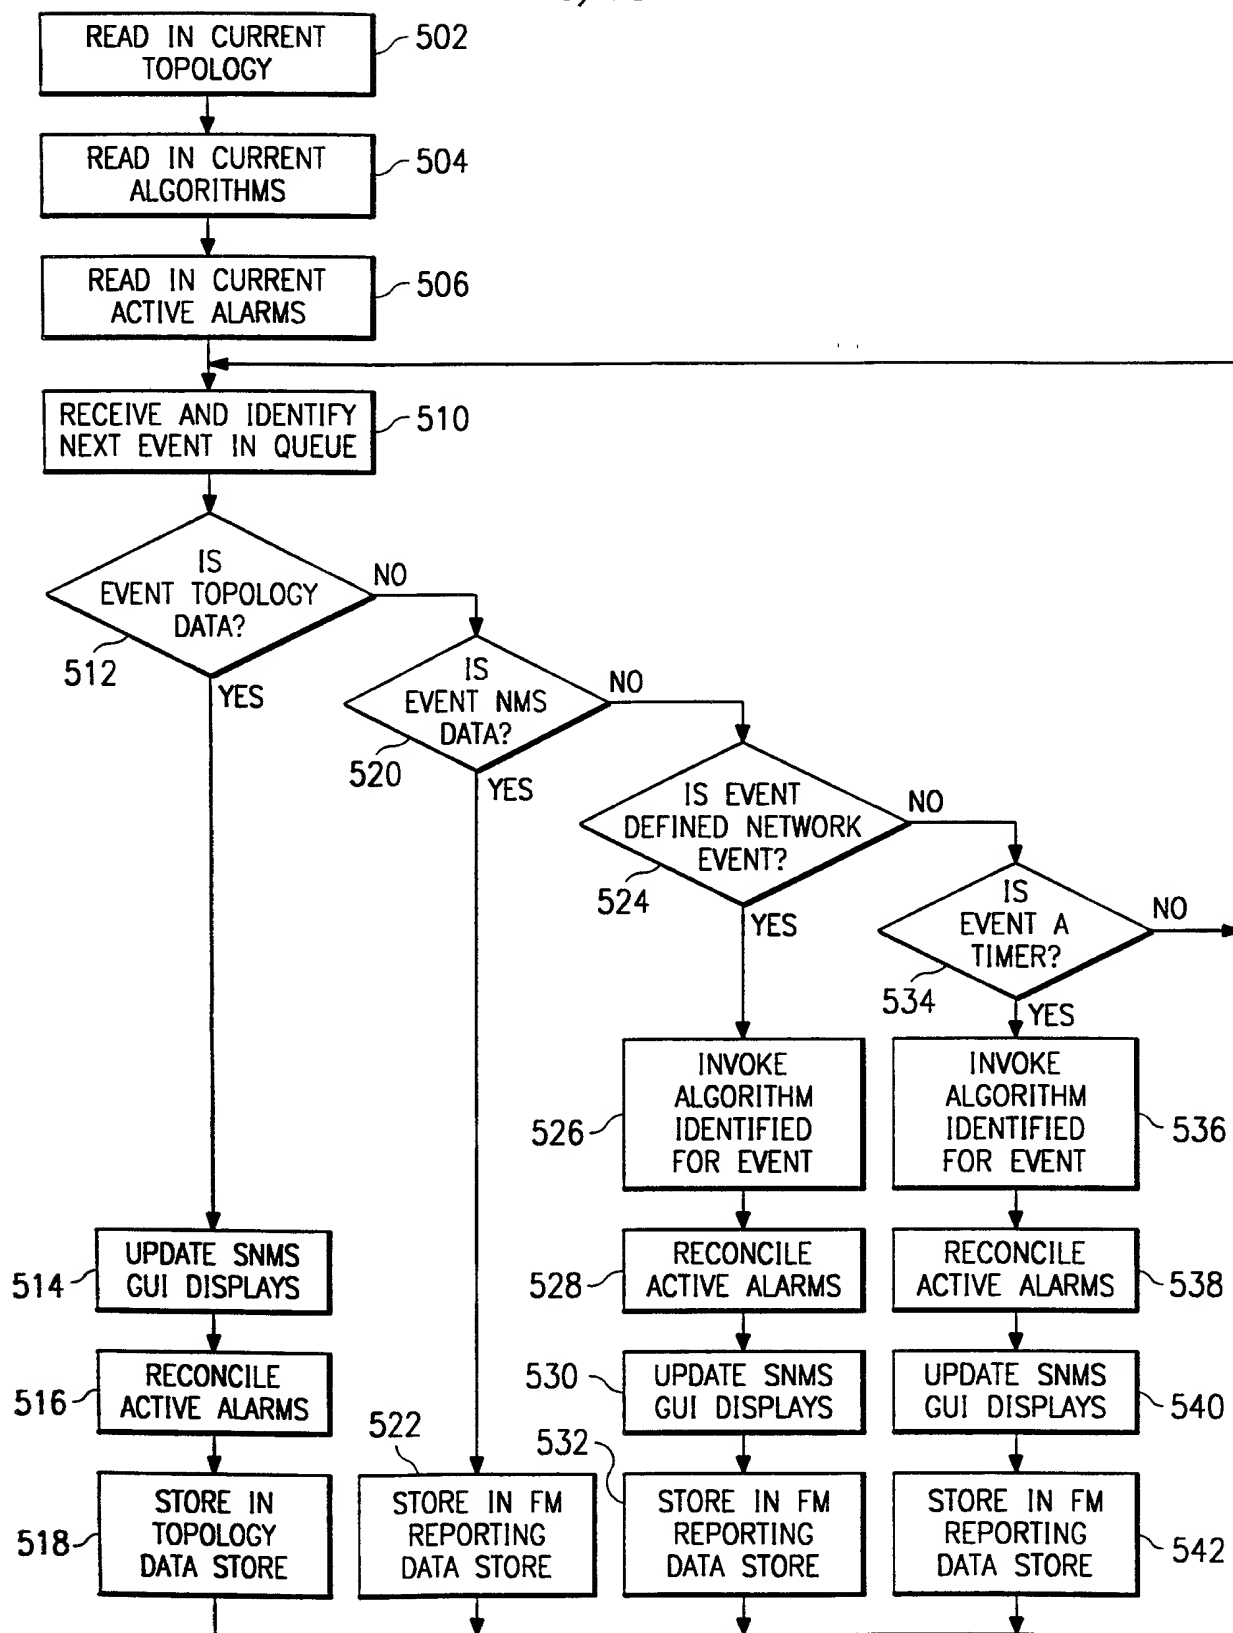 READ IN CURRENT
TOPOLOGY
502
READ IN CURRENT
ALGORITHMS
504
READ IN CURRENT
ACTIVE ALARMS
506
RECEIVE AND IDENTIFY
NEXT EVENT IN QUEUE
510
IS
EVENT TOPOLOGY
DATA?
512
NO
YES
IS
EVENT NMS
DATA?
520
NO
YES
IS EVENT
DEFINED NETWORK
EVENT?
524
NO
YES
IS
EVENT A
TIMER?
534
NO
YES
INVOKE
ALGORITHM
IDENTIFIED
FOR EVENT
526
INVOKE
ALGORITHM
IDENTIFIED
FOR EVENT
536
UPDATE SNMS
GUI DISPLAYS
514
RECONCILE
ACTIVE ALARMS
528
RECONCILE
ACTIVE ALARMS
538
RECONCILE
ACTIVE ALARMS
516
UPDATE SNMS
GUI DISPLAYS
530
UPDATE SNMS
GUI DISPLAYS
540
STORE IN
TOPOLOGY
DATA STORE
518
STORE IN FM
REPORTING
DATA STORE
522
STORE IN FM
REPORTING
DATA STORE
532
STORE IN FM
REPORTING
DATA STORE
542